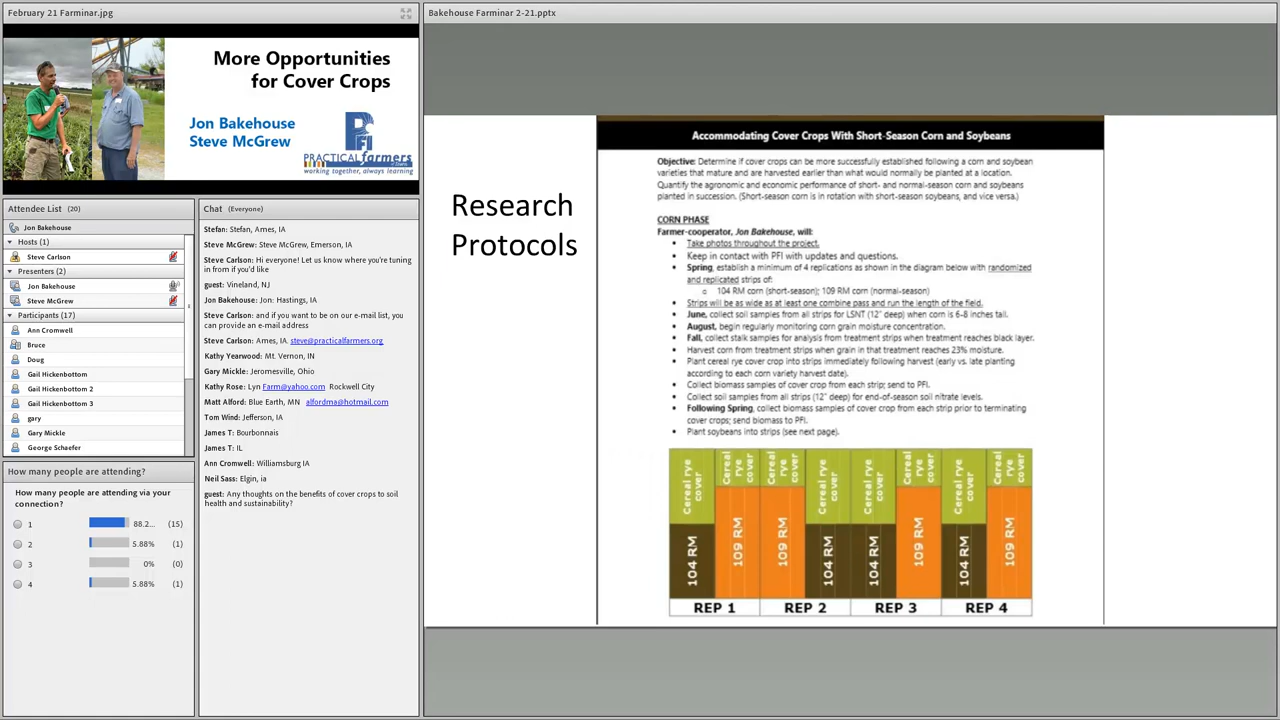 February 21 Farminar.jpg
More Opportunities
for Cover Crops
Jon Bakehouse
Steve McGrew
PFI
PRACTICAL farmers
of Iowa
working together, always learning
Attendee List (20)
Jon Bakehouse
Hosts (1)
Steve Carlson
Presenters (2)
Jon Bakehouse
Steve McGrew
Participants (17)
Ann Cromwell
Bruce
Doug
Gail Hickenbottom
Gail Hickenbottom 2
Gail Hickenbottom 3
gary
Gary Mickle
George Schaefer
Chat (Everyone)
Stefan: Stefan, Ames, IA
Steve McGrew: Steve McGrew, Emerson, IA
Steve Carlson: Hi everyone! Let us know where you're tuning
in from if you'd like
guest: Vineland, NJ
Jon Bakehouse: Jon: Hastings, IA
Steve Carlson: and if you want to be on our e-mail list, you
can provide an e-mail address
Steve Carlson: Ames, IA steve@practicalfarmers.org
Kathy Yearwood: Mt. Vernon, IN
Gary Mickle: Jeromesville, Ohio
Kathy Rose: Lyn Farm@yahoo.com Rockwell City
Matt Alford: Blue Earth, MN alfordma@hotmail.com
Tom Wind: Jefferson, IA
James T: Bourbonnais
James T: IL
Ann Cromwell: Williamsburg IA
Neil Sass: Elgin, ia
guest: Any thoughts on the benefits of cover crops to soil
health and sustainability?
How many people are attending?
How many people are attending via your
connection?
1 88.2... (15)
2 5.88% (1)
3 0% (0)
4 5.88% (1)
Bakehouse Farminar 2-21.pptx
Research
Protocols
Accommodating Cover Crops With Short-Season Corn and Soybeans
Objective: Determine if cover crops can be more successfully established following a corn and soybean
varieties that mature and are harvested earlier than what would normally be planted at a location.
Quantify the agronomic and economic performance of short- and normal-season corn and soybeans
planted in succession. (Short-season corn is in rotation with short-season soybeans, and vice versa.)
CORN PHASE
Farmer-cooperator, Jon Bakehouse, will:
• Take photos throughout the project.
• Keep in contact with PFI with updates and questions.
• Spring, establish a minimum of 4 replications as shown in the diagram below with randomized
and replicated strips of:
o 104 RM corn (short-season); 109 RM corn (normal-season)
• Strips will be as wide as at least one combine pass and run the length of the field.
• June, collect soil samples from all strips for LSNT (12" deep) when corn is 6-8 inches tall.
• August, begin regularly monitoring corn grain moisture concentration.
• Fall, collect stalk samples for analysis from treatment strips when treatment reaches black layer.
• Harvest corn from treatment strips when grain in that treatment reaches 23% moisture.
• Plant cereal rye cover crop into strips immediately following harvest (early vs. late planting
according to each corn variety harvest date).
• Collect biomass samples of cover crop from each strip; send to PFI.
• Collect soil samples from all strips (12" deep) for end-of-season soil nitrate levels.
• Following Spring, collect biomass samples of cover crop from each strip prior to terminating
cover crops; send biomass to PFI.
• Plant soybeans into strips (see next page).
Cereal rye cover
Cereal rye cover
Cereal rye cover
Cereal rye cover
Cereal rye cover
Cereal rye cover
Cereal rye cover
Cereal rye cover
104 RM
109 RM
109 RM
104 RM
104 RM
109 RM
104 RM
109 RM
REP 1
REP 2
REP 3
REP 4